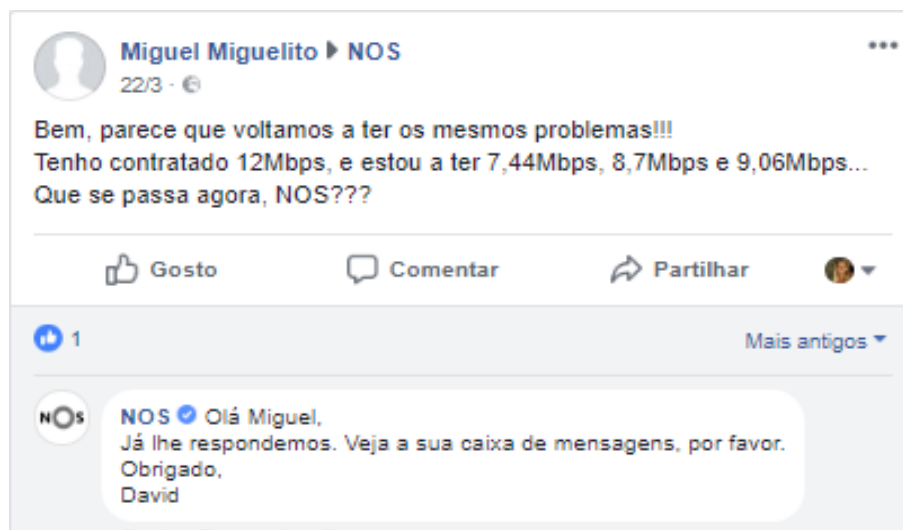 Miguel Miguelito NOS
22/3
Bem, parece que voltamos a ter os mesmos problemas!!!
Tenho contratado 12Mbps, e estou a ter 7,44Mbps, 8,7Mbps e 9,06Mbps...
Que se passa agora, NOS???
Gosto Comentar Partilhar
1 Mais antigos
NOS NOS Olá Miguel,
Já lhe respondemos. Veja a sua caixa de mensagens, por favor.
Obrigado,
David